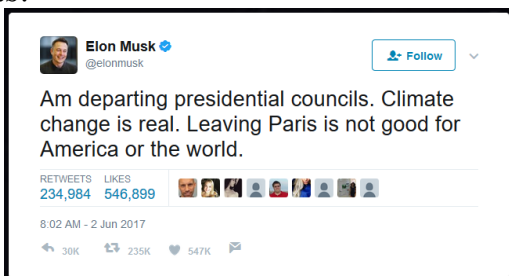 Elon Musk
@elonmusk
Follow
Am departing presidential councils. Climate
change is real. Leaving Paris is not good for
America or the world.
RETWEETS LIKES
234,984 546,899
8:02 AM - 2 Jun 2017
30K 235K 547K